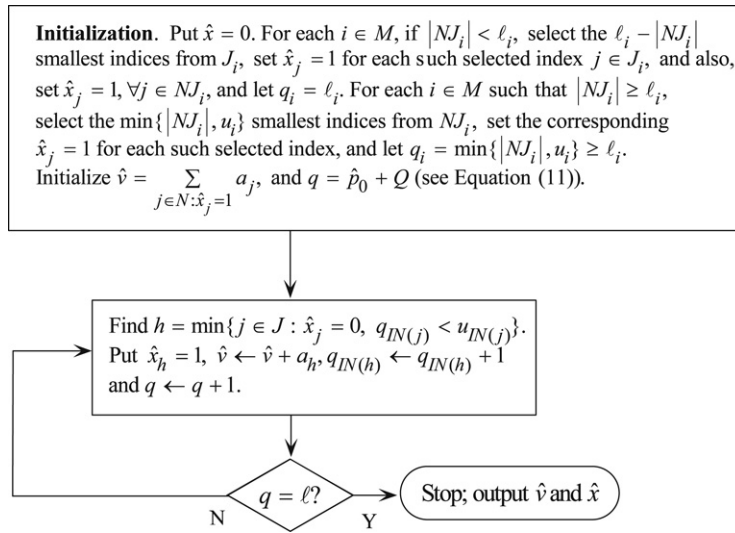 Initialization. Put x̂ = 0. For each i ∈ M, if |NJ_i| < ℓ_i, select the ℓ_i − |NJ_i|
smallest indices from J_i, set x̂_j = 1 for each such selected index j ∈ J_i, and also,
set x̂_j = 1, ∀j ∈ NJ_i, and let q_i = ℓ_i. For each i ∈ M such that |NJ_i| ≥ ℓ_i,
select the min{|NJ_i|, u_i} smallest indices from NJ_i, set the corresponding
x̂_j = 1 for each such selected index, and let q_i = min{|NJ_i|, u_i} ≥ ℓ_i.
Initialize v̂ = ∑_{j∈N:x̂_j=1} a_j, and q = p̂_0 + Q (see Equation (11)).
Find h = min{j ∈ J : x̂_j = 0, q_{IN(j)} < u_{IN(j)}}.
Put x̂_h = 1, v̂ ← v̂ + a_h, q_{IN(h)} ← q_{IN(h)} + 1
and q ← q + 1.
q = ℓ?
N
Y
Stop; output v̂ and x̂